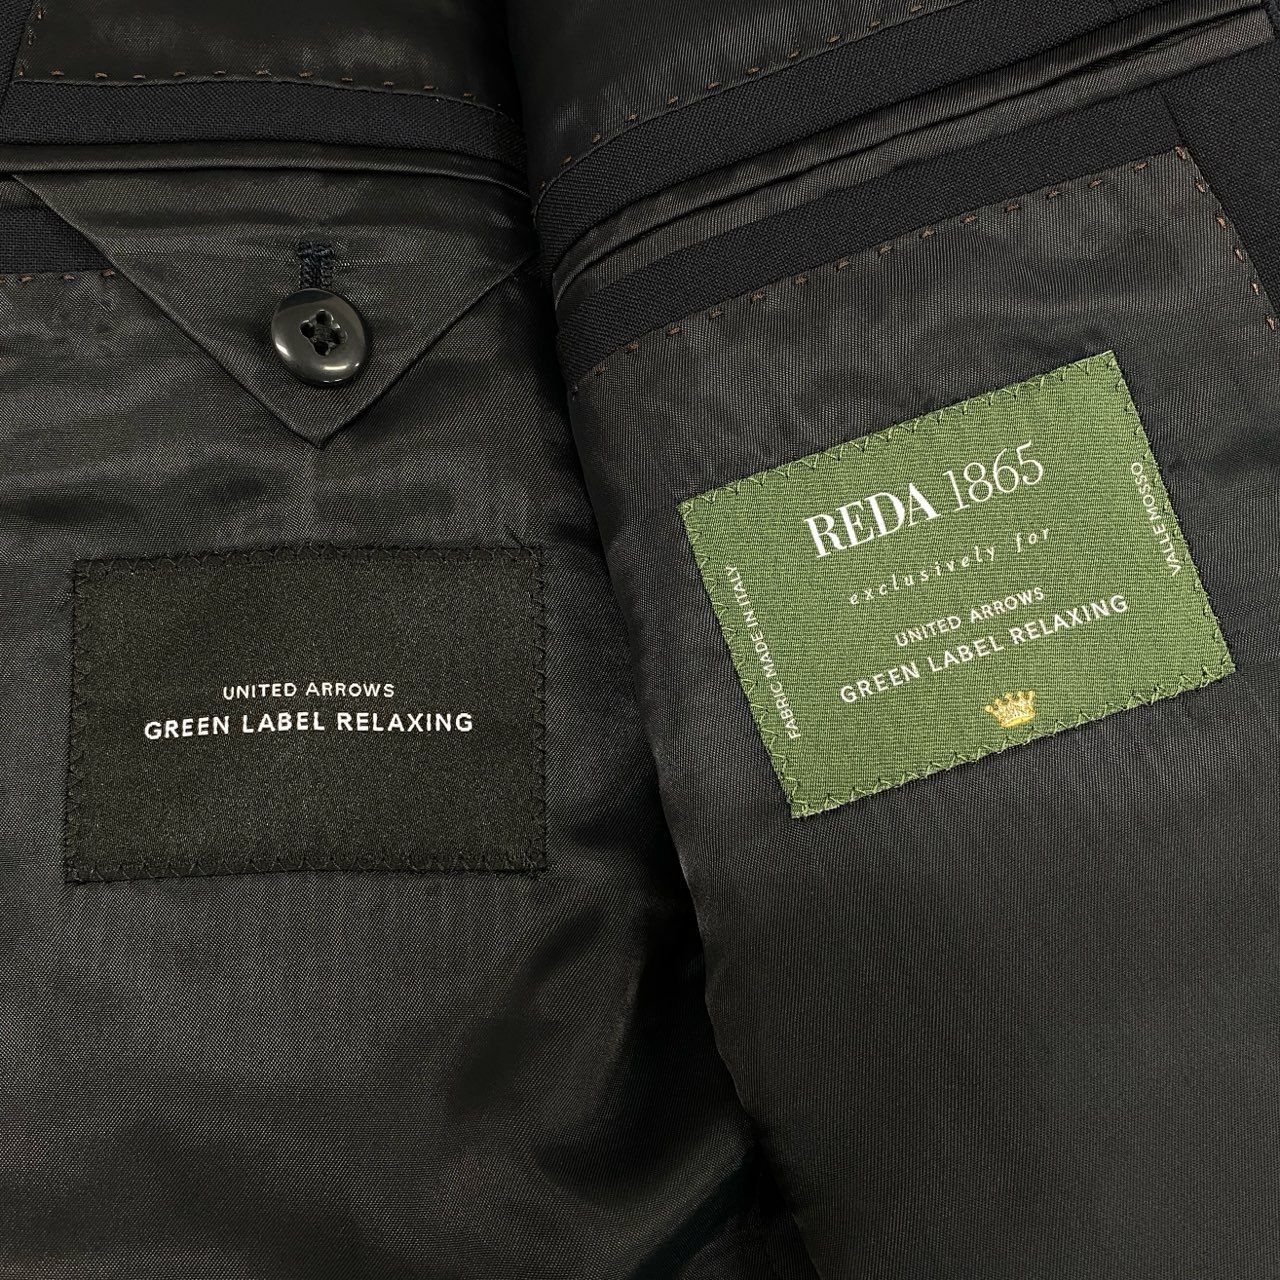 UNITED ARROWS
GREEN LABEL RELAXING
REDA 1865
exclusively for
UNITED ARROWS
GREEN LABEL RELAXING
FABRIC MADE IN ITALY
VALLE MOSSO